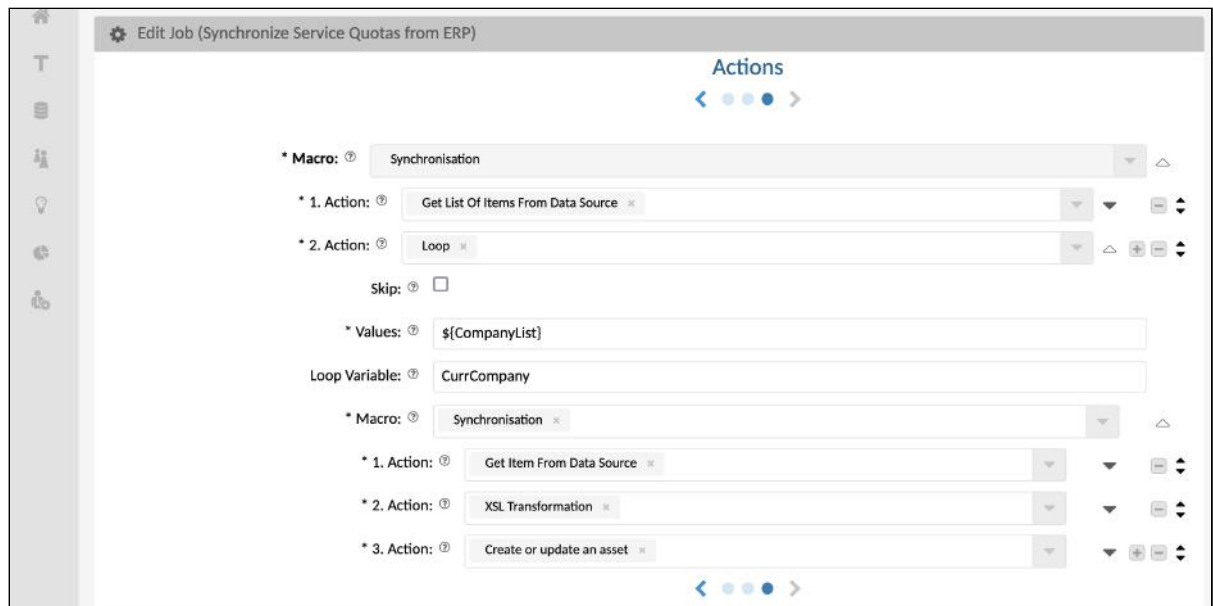 Edit Job (Synchronize Service Quotas from ERP)
Actions
* Macro: Synchronisation
* 1. Action: Get List Of Items From Data Source
* 2. Action: Loop
Skip:
* Values: ${CompanyList}
Loop Variable: CurrCompany
* Macro: Synchronisation
* 1. Action: Get Item From Data Source
* 2. Action: XSL Transformation
* 3. Action: Create or update an asset